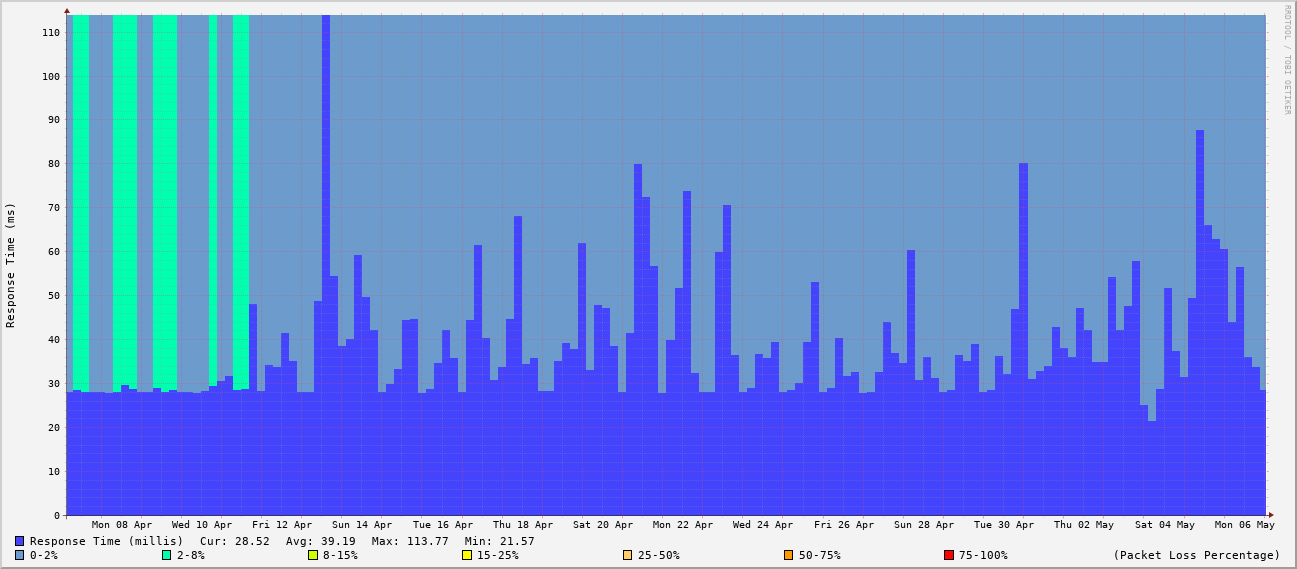 RRDTOOL / TOBI OETIKER
Response Time (ms)
110
100
90
80
70
60
50
40
30
20
10
0
Mon 08 Apr Wed 10 Apr Fri 12 Apr Sun 14 Apr Tue 16 Apr Thu 18 Apr Sat 20 Apr Mon 22 Apr Wed 24 Apr Fri 26 Apr Sun 28 Apr Tue 30 Apr Thu 02 May Sat 04 May Mon 06 May
Response Time (millis) Cur: 28.52 Avg: 39.19 Max: 113.77 Min: 21.57
0-2% 2-8% 8-15% 15-25% 25-50% 50-75% 75-100% (Packet Loss Percentage)